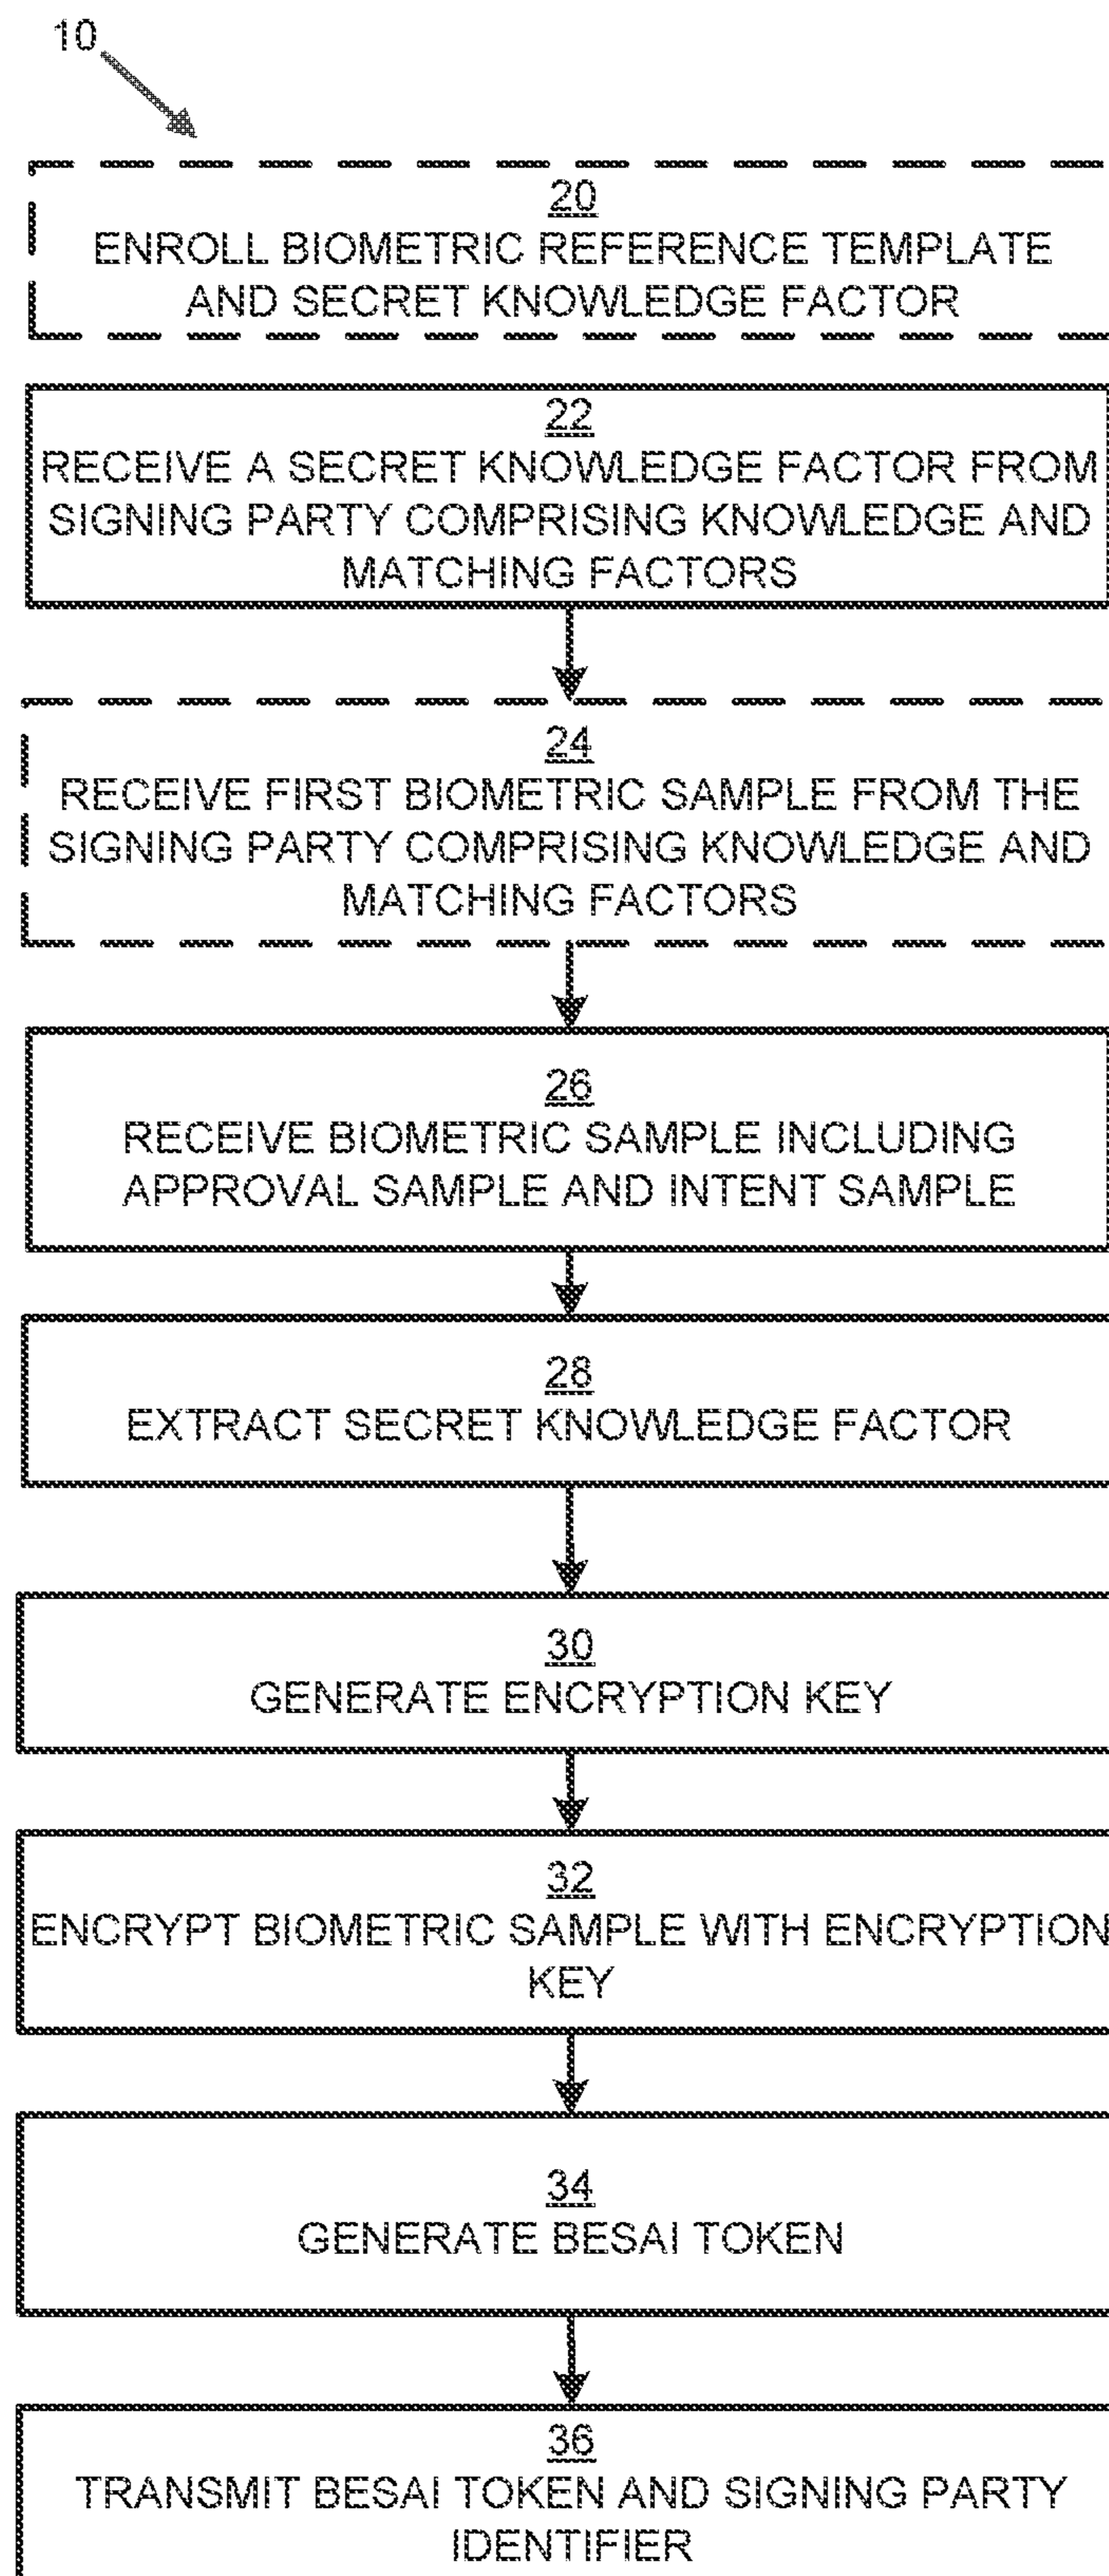 10
20
ENROLL BIOMETRIC REFERENCE TEMPLATE
AND SECRET KNOWLEDGE FACTOR
22
RECEIVE A SECRET KNOWLEDGE FACTOR FROM
SIGNING PARTY COMPRISING KNOWLEDGE AND
MATCHING FACTORS
24
RECEIVE FIRST BIOMETRIC SAMPLE FROM THE
SIGNING PARTY COMPRISING KNOWLEDGE AND
MATCHING FACTORS
26
RECEIVE BIOMETRIC SAMPLE INCLUDING
APPROVAL SAMPLE AND INTENT SAMPLE
28
EXTRACT SECRET KNOWLEDGE FACTOR
30
GENERATE ENCRYPTION KEY
32
ENCRYPT BIOMETRIC SAMPLE WITH ENCRYPTION
KEY
34
GENERATE BESAI TOKEN
36
TRANSMIT BESAI TOKEN AND SIGNING PARTY
IDENTIFIER